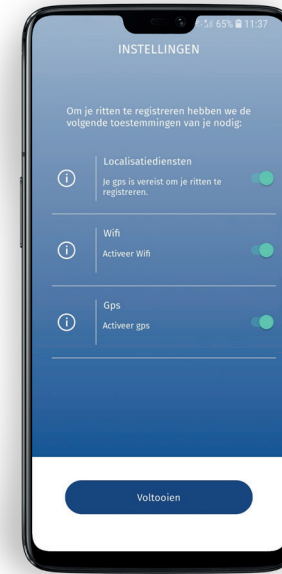 65% 11:37
INSTELLINGEN
Om je ritten te registreren hebben we de
volgende toestemmingen van je nodig:
Localisatiediensten
Je gps is vereist om je ritten te
registreren.
Wifi
Activeer Wifi
Gps
Activeer gps
Voltooien